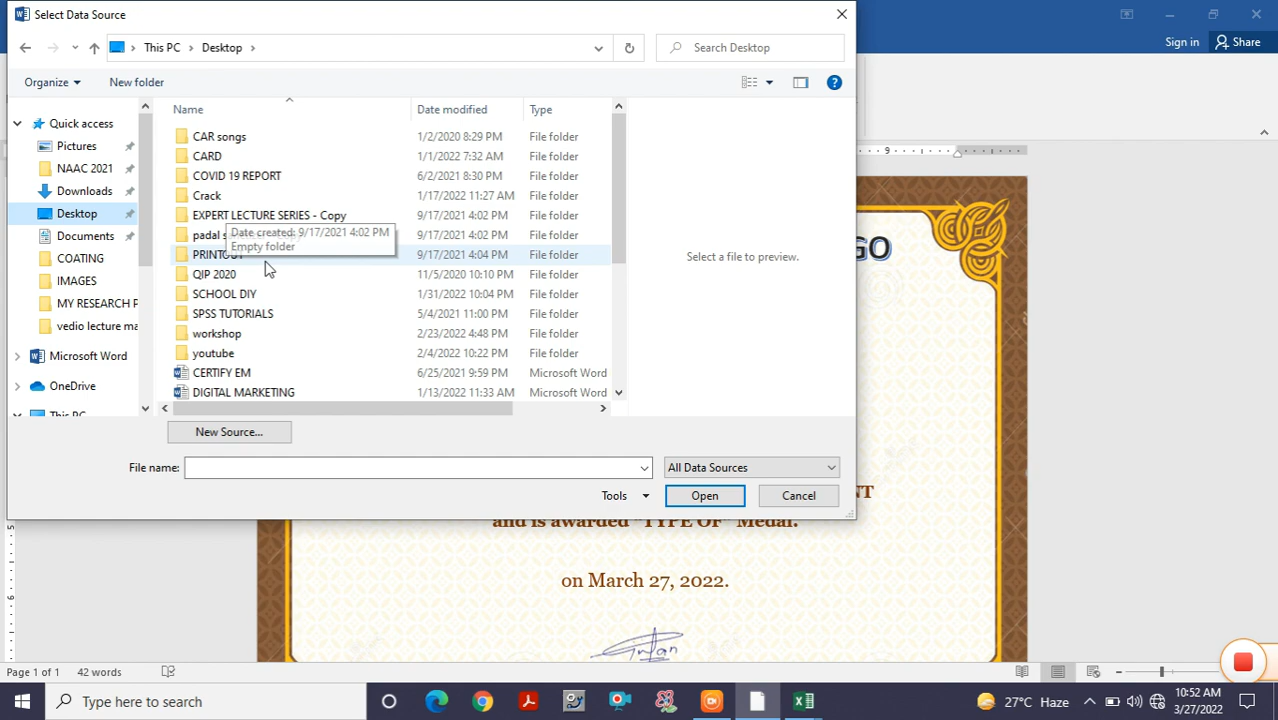 Select Data Source
Sign in
Share
This PC
Desktop
Search Desktop
Organize
New folder
Name
Date modified
Type
Quick access
Pictures
NAAC 2021
Downloads
Desktop
Documents
COATING
IMAGES
MY RESEARCH P
vedio lecture ma
Microsoft Word
OneDrive
This PC
CAR songs 1/2/2020 8:29 PM File folder
CARD 1/1/2022 7:32 AM File folder
COVID 19 REPORT 6/2/2021 8:30 PM File folder
Crack 1/17/2022 11:27 AM File folder
EXPERT LECTURE SERIES - Copy 9/17/2021 4:02 PM File folder
padal s 9/17/2021 4:02 PM File folder
Date created: 9/17/2021 4:02 PM
Empty folder
PRINTOUT 9/17/2021 4:04 PM File folder
QIP 2020 11/5/2020 10:10 PM File folder
SCHOOL DIY 1/31/2022 10:04 PM File folder
SPSS TUTORIALS 5/4/2021 11:00 PM File folder
workshop 2/23/2022 4:48 PM File folder
youtube 2/4/2022 10:22 PM File folder
CERTIFY EM 6/25/2021 9:59 PM Microsoft Word
DIGITAL MARKETING 1/13/2022 11:33 AM Microsoft Word
Select a file to preview.
New Source...
File name:
All Data Sources
Tools
Open
Cancel
9
GO
NT
and is awarded "TYPE OF" Medal.
on March 27, 2022.
5
6
Page 1 of 1 42 words
Type here to search
27°C Haze
10:52 AM
3/27/2022